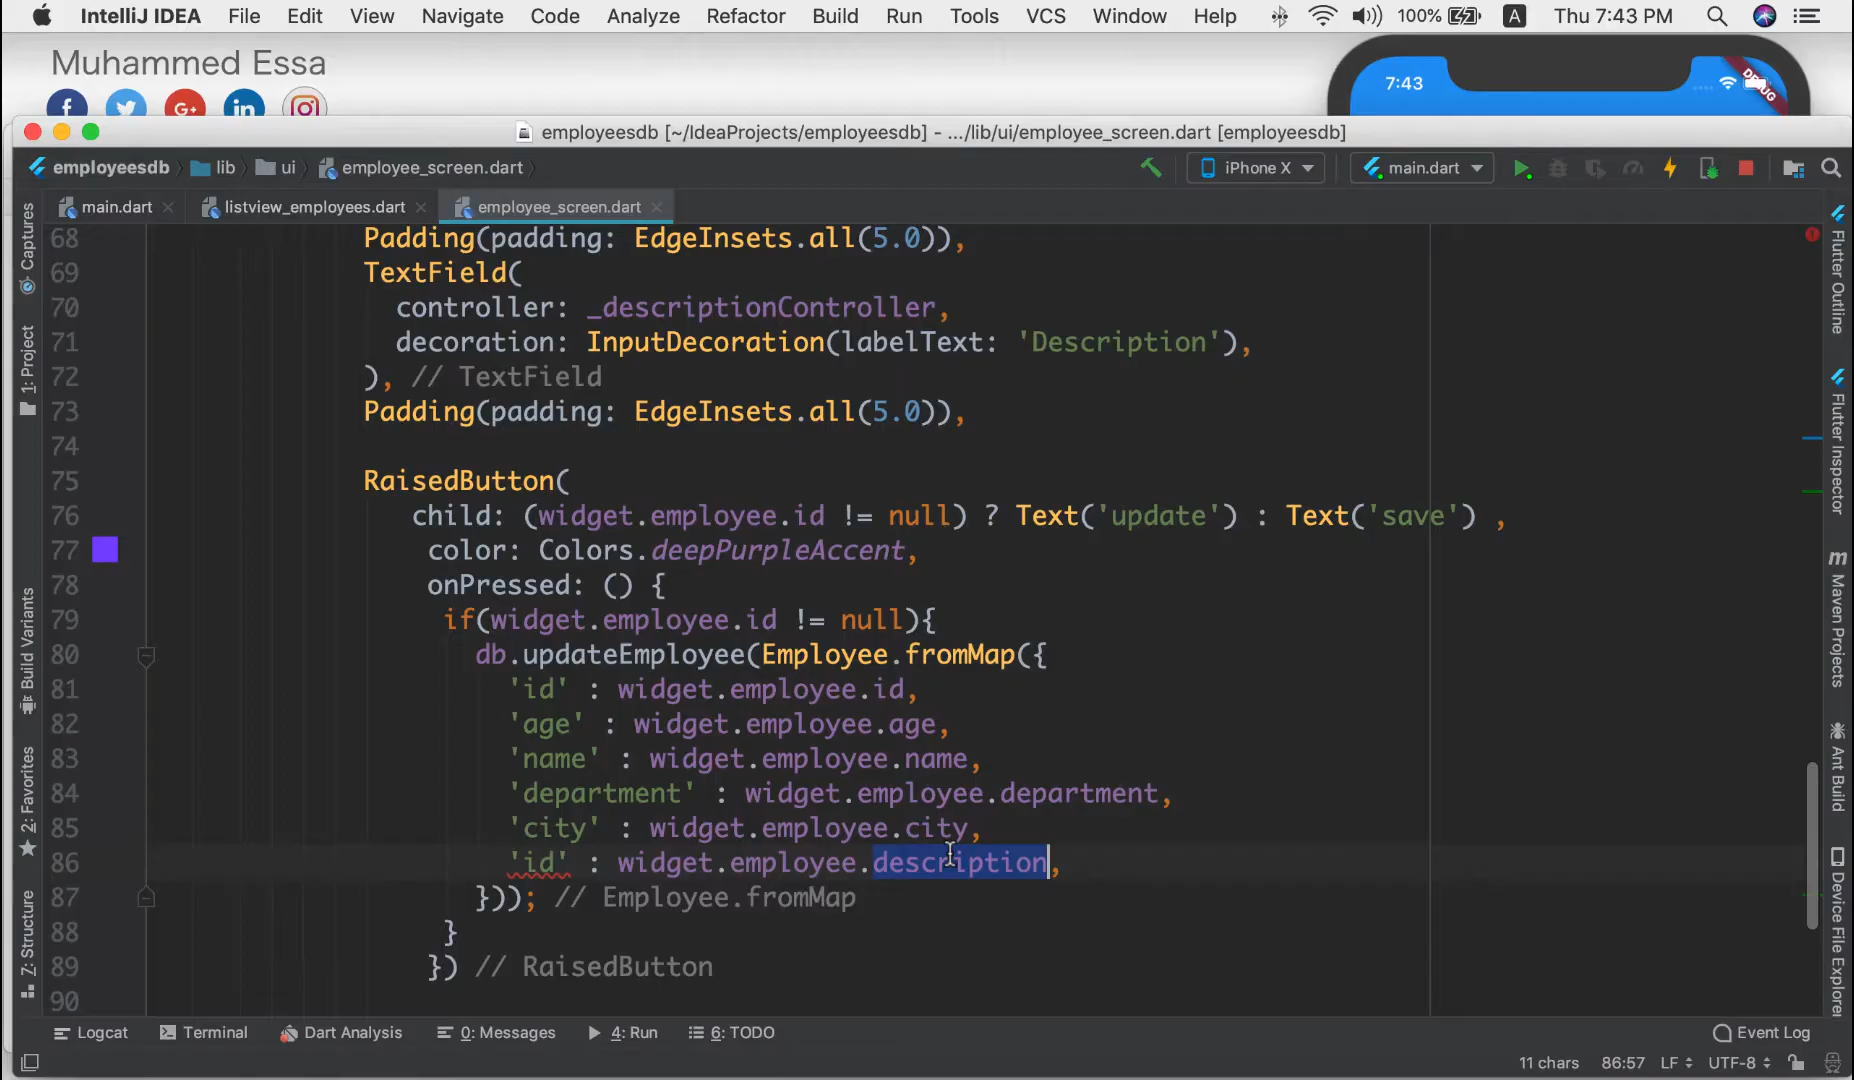 IntelliJ IDEA File Edit View Navigate Code Analyze Refactor Build Run Tools VCS Window Help 100% A Thu 7:43 PM
Muhammed Essa
7:43
DEBUG
employeesdb [~/IdeaProjects/employeesdb] - .../lib/ui/employee_screen.dart [employeesdb]
employeesdb lib ui employee_screen.dart iPhone X main.dart
main.dart listview_employees.dart employee_screen.dart
68 Padding(padding: EdgeInsets.all(5.0)),
69 TextField(
70 controller: _descriptionController,
71 decoration: InputDecoration(labelText: 'Description'),
72 ), // TextField
73 Padding(padding: EdgeInsets.all(5.0)),
74
75 RaisedButton(
76 child: (widget.employee.id != null) ? Text('update') : Text('save') ,
77 color: Colors.deepPurpleAccent,
78 onPressed: () {
79 if(widget.employee.id != null){
80 db.updateEmployee(Employee.fromMap({
81 'id' : widget.employee.id,
82 'age' : widget.employee.age,
83 'name' : widget.employee.name,
84 'department' : widget.employee.department,
85 'city' : widget.employee.city,
86 'id' : widget.employee.description,
87 })); // Employee.fromMap
88 }
89 }) // RaisedButton
90
Captures
1: Project
Build Variants
2: Favorites
7: Structure
Flutter Outline
Flutter Inspector
m Maven Projects
Ant Build
Device File Explorer
Logcat Terminal Dart Analysis 0: Messages 4: Run 6: TODO Event Log
11 chars 86:57 LF UTF-8